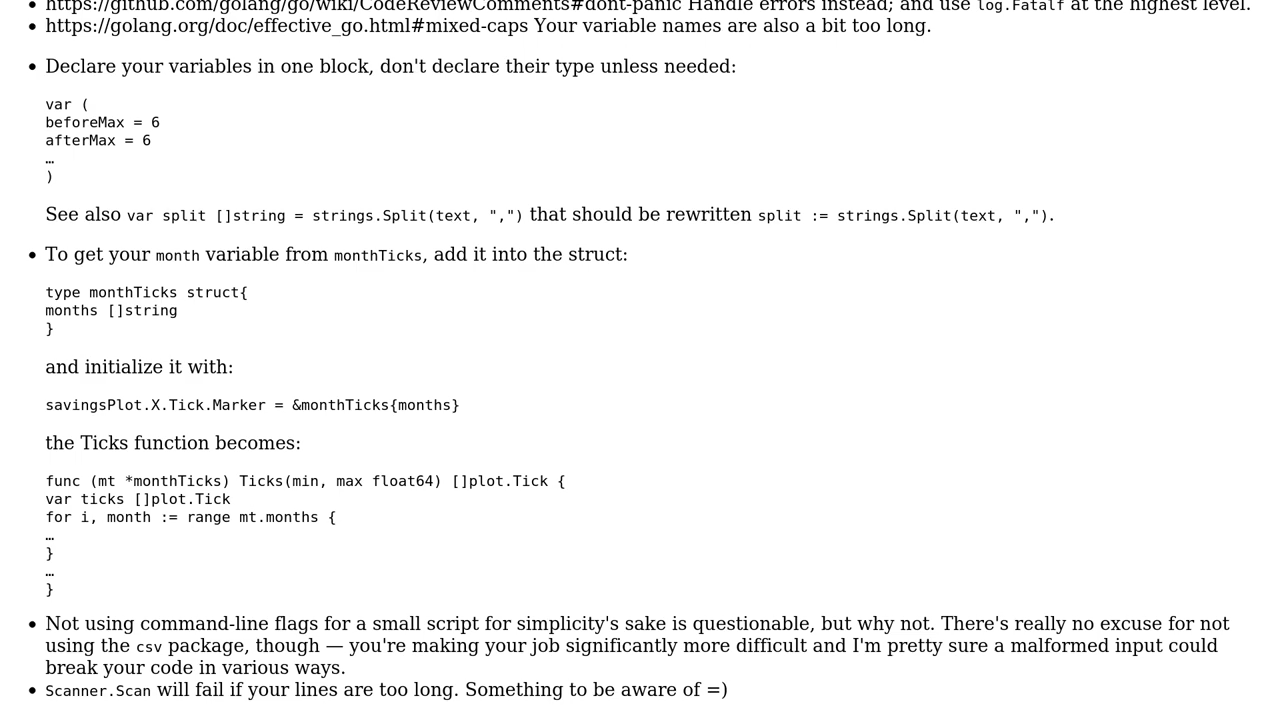 https://github.com/golang/go/wiki/CodeReviewComments#dont-panic Handle errors instead; and use log.Fatalf at the highest level.
https://golang.org/doc/effective_go.html#mixed-caps Your variable names are also a bit too long.
Declare your variables in one block, don't declare their type unless needed:
var (
beforeMax = 6
afterMax = 6
…
)
See also var split []string = strings.Split(text, ",") that should be rewritten split := strings.Split(text, ",").
To get your month variable from monthTicks, add it into the struct:
type monthTicks struct{
months []string
}
and initialize it with:
savingsPlot.X.Tick.Marker = &monthTicks{months}
the Ticks function becomes:
func (mt *monthTicks) Ticks(min, max float64) []plot.Tick {
var ticks []plot.Tick
for i, month := range mt.months {
…
}
…
}
Not using command-line flags for a small script for simplicity's sake is questionable, but why not. There's really no excuse for not
using the csv package, though — you're making your job significantly more difficult and I'm pretty sure a malformed input could
break your code in various ways.
Scanner.Scan will fail if your lines are too long. Something to be aware of =)